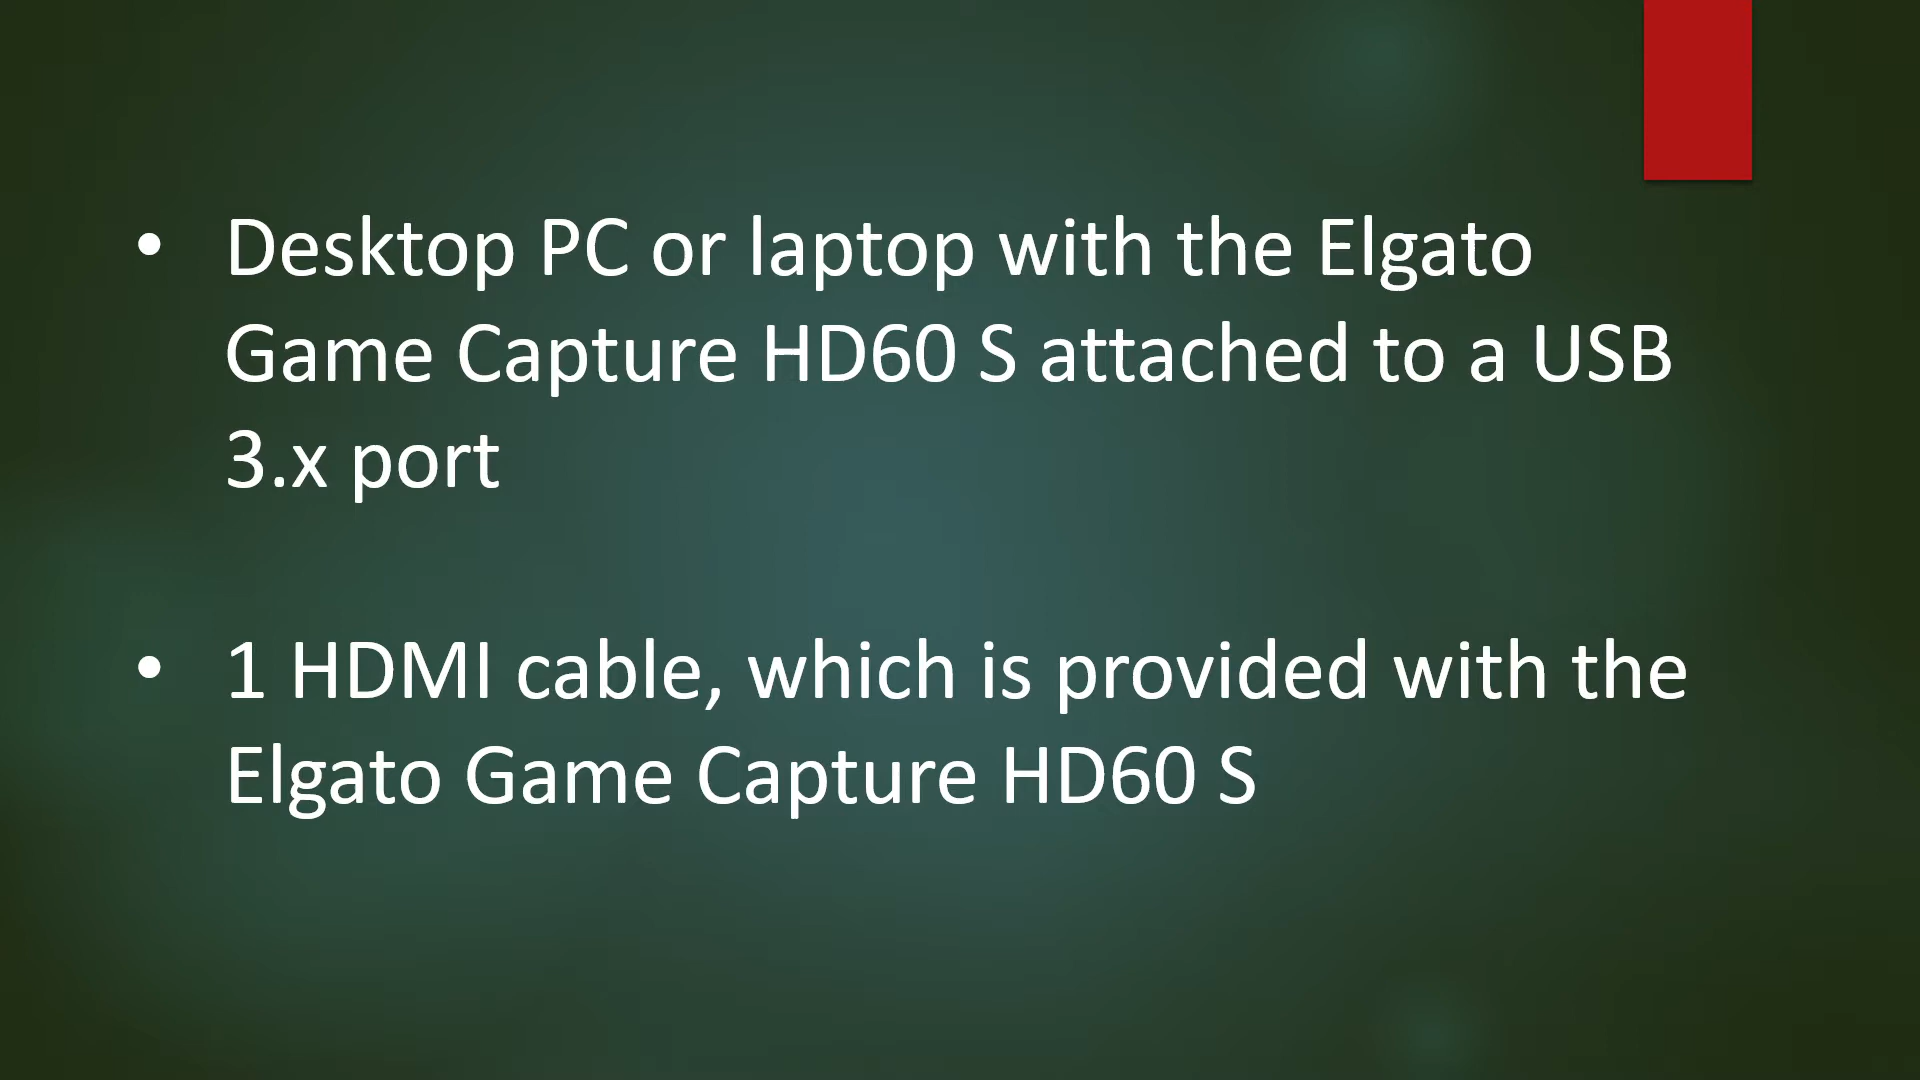 • Desktop PC or laptop with the Elgato
Game Capture HD60 S attached to a USB
3.x port
• 1 HDMI cable, which is provided with the
Elgato Game Capture HD60 S